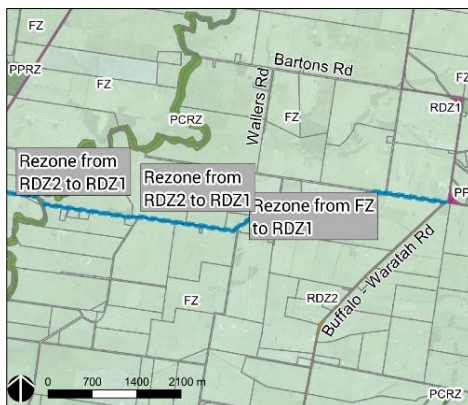 FZ
PPRZ
FZ
Bartons Rd
FZ
RDZ1
Wallers Rd
PCRZ
FZ
Rezone from
RDZ2 to RDZ1
Rezone from
RDZ2 to RDZ1
Rezone from FZ
to RDZ1
PP
FZ
RDZ2
Buffalo - Waratah Rd
0 700 1400 2100 m
PCRZ